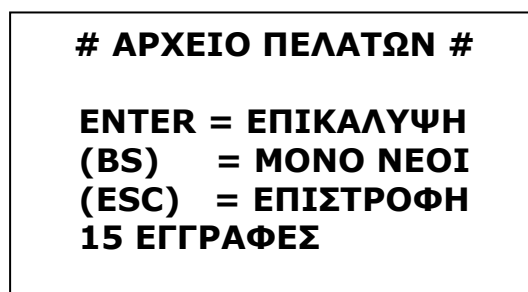 # ΑΡΧΕΙΟ ΠΕΛΑΤΩΝ #
ENTER = ΕΠΙΚΑΛΥΨΗ
(BS) = ΜΟΝΟ ΝΕΟΙ
(ESC) = ΕΠΙΣΤΡΟΦΗ
15 ΕΓΓΡΑΦΕΣ